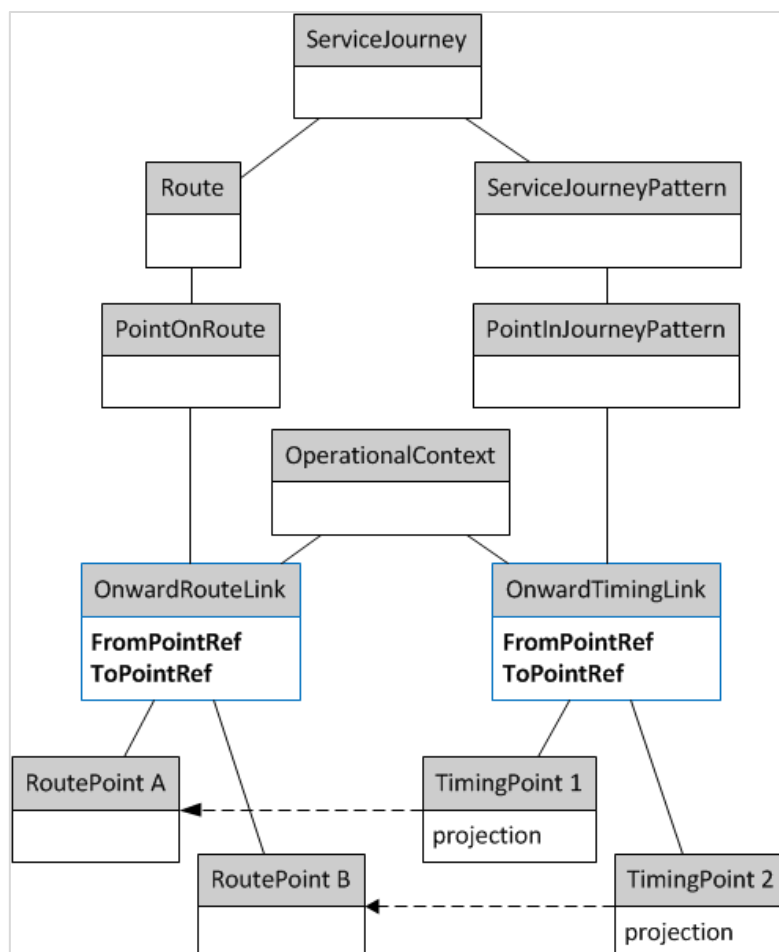 ServiceJourney
Route
ServiceJourneyPattern
PointOnRoute
PointInJourneyPattern
OperationalContext
OnwardRouteLink
FromPointRef
ToPointRef
OnwardTimingLink
FromPointRef
ToPointRef
RoutePoint A
TimingPoint 1
projection
RoutePoint B
TimingPoint 2
projection